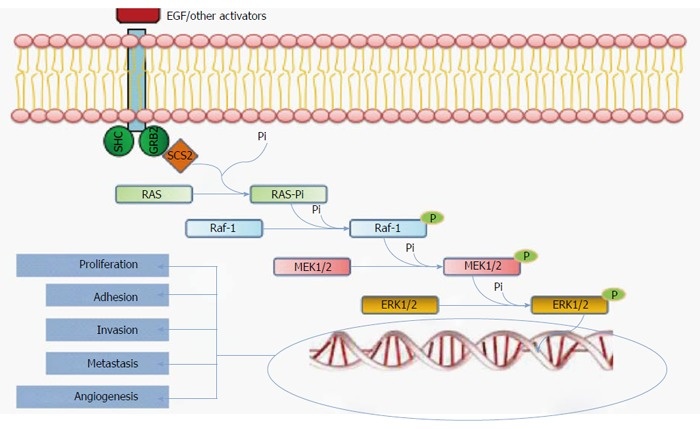 EGF/other activators
SHC
GRB2
SCS2
Pi
RAS
RAS-Pi
Pi
Raf-1
Raf-1
P
Pi
MEK1/2
MEK1/2
P
Pi
ERK1/2
ERK1/2
P
Proliferation
Adhesion
Invasion
Metastasis
Angiogenesis